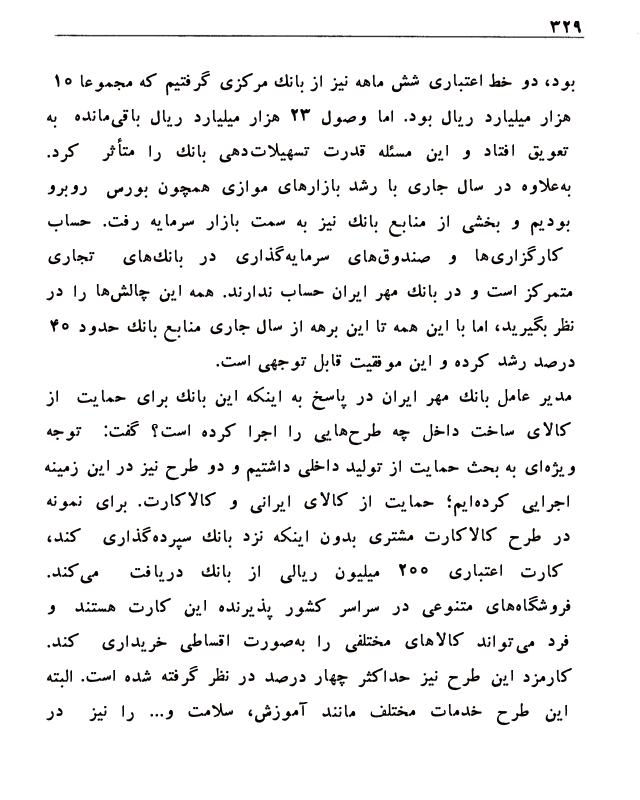 ۳۲۹
بود، دو خط اعتباری شش ماهه نیز از بانک مرکزی گرفتیم که مجموعا ۱۵
هزار میلیارد ریال بود. اما وصول ۲۳ هزار میلیارد ریال باقی‌مانده به
تعویق افتاد و این مسئله قدرت تسهیلات‌دهی بانک را متأثر کرد.
به‌علاوه در سال جاری با رشد بازارهای موازی همچون بورس روبرو
بودیم و بخشی از منابع بانک نیز به سمت بازار سرمایه رفت. حساب
کارگزاری‌ها و صندوق‌های سرمایه‌گذاری در بانک‌های تجاری
متمرکز است و در بانک مهر ایران حساب ندارند. همه این چالش‌ها را در
نظر بگیرید، اما با این همه تا این برهه از سال جاری منابع بانک حدود ۴۵
درصد رشد کرده و این موفقیت قابل توجهی است.
مدیر عامل بانک مهر ایران در پاسخ به اینکه این بانک برای حمایت از
کالای ساخت داخل چه طرح‌هایی را اجرا کرده است؟ گفت: توجه
ویژه‌ای به بحث حمایت از تولید داخلی داشتیم و دو طرح نیز در این زمینه
اجرایی کرده‌ایم؛ حمایت از کالای ایرانی و کالاکارت. برای نمونه
در طرح کالاکارت مشتری بدون اینکه نزد بانک سپرده‌گذاری کند،
کارت اعتباری ۲۰۰ میلیون ریالی از بانک دریافت می‌کند.
فروشگاه‌های متنوعی در سراسر کشور پذیرنده این کارت هستند و
فرد می‌تواند کالاهای مختلفی را به‌صورت اقساطی خریداری کند.
کارمزد این طرح نیز حداکثر چهار درصد در نظر گرفته شده است. البته
این طرح خدمات مختلف مانند آموزش، سلامت و... را نیز در